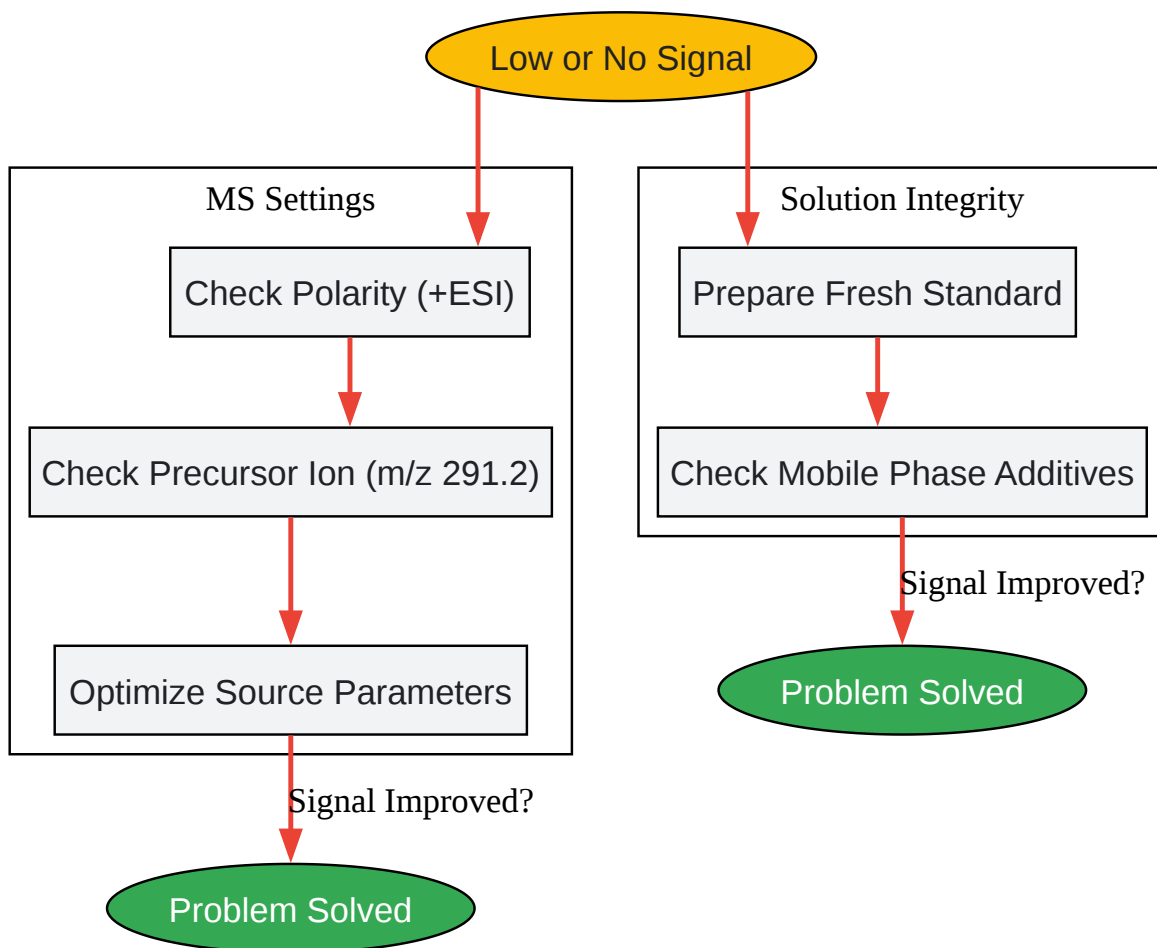 Low or No Signal
MS Settings
Check Polarity (+ESI)
Check Precursor Ion (m/z 291.2)
Optimize Source Parameters
Signal Improved?
Problem Solved
Solution Integrity
Prepare Fresh Standard
Check Mobile Phase Additives
Signal Improved?
Problem Solved